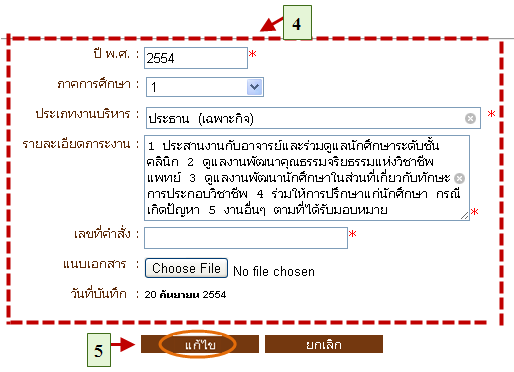 4
ปี พ.ศ. : 2554 *
ภาคการศึกษา : 1
ประเภทงานบริหาร : ประธาน (เฉพาะกิจ) *
รายละเอียดภาระงาน : 1 ประสานงานกับอาจารย์และร่วมดูแลนักศึกษาระดับชั้น
คลินิก 2 ดูแลงานพัฒนาคุณธรรมจริยธรรมแห่งวิชาชีพ
แพทย์ 3 ดูแลงานพัฒนานักศึกษาในส่วนที่เกี่ยวกับทักษะ
การประกอบวิชาชีพ 4 ร่วมให้การปรึกษาแก่นักศึกษา กรณี
เกิดปัญหา 5 งานอื่นๆ ตามที่ได้รับมอบหมาย *
เลขที่คำสั่ง : *
แนบเอกสาร : Choose File No file chosen
วันที่บันทึก : 20 กันยายน 2554
5 แก้ไข ยกเลิก